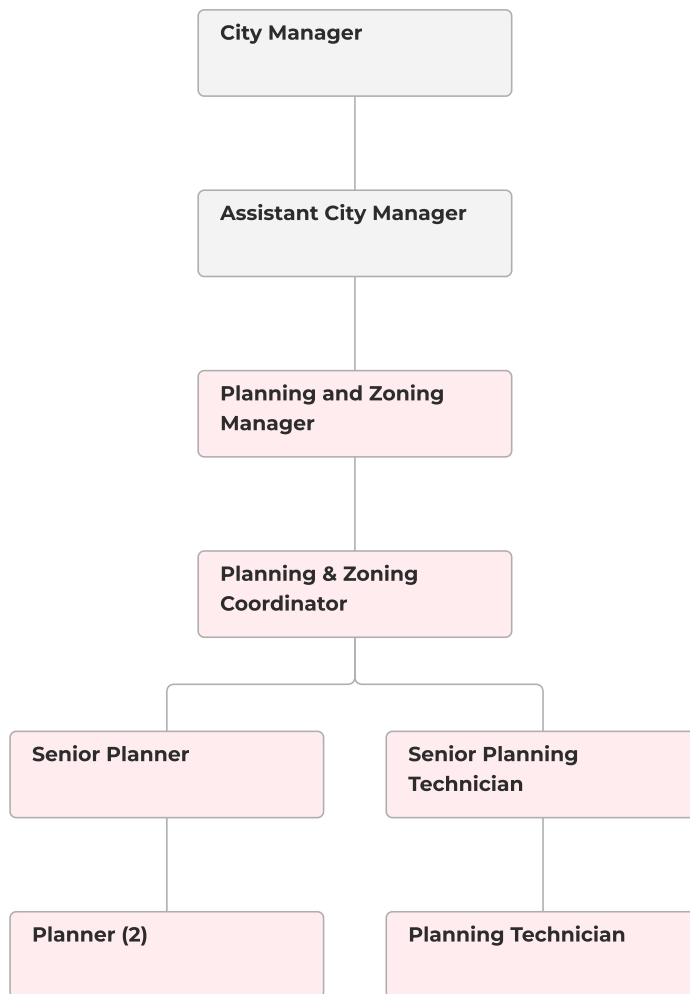 City Manager
Assistant City Manager
Planning and Zoning
Manager
Planning & Zoning
Coordinator
Senior Planner
Senior Planning
Technician
Planner (2)
Planning Technician